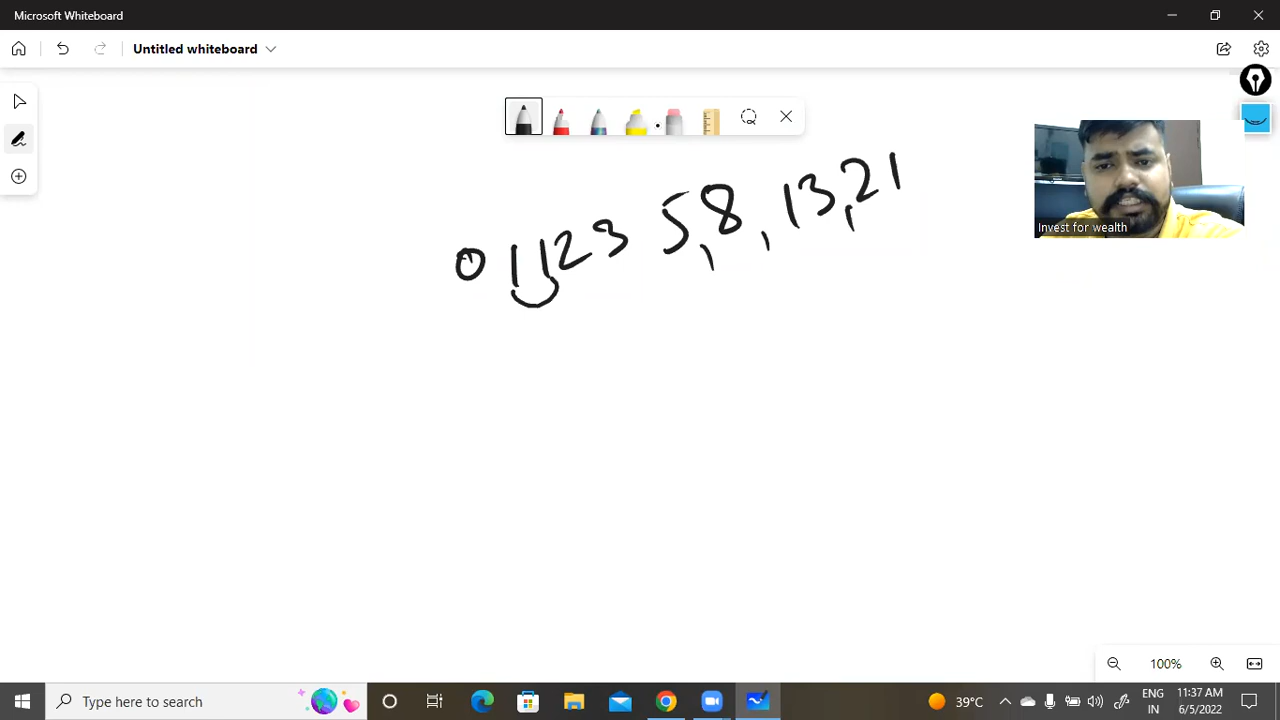 Microsoft Whiteboard
Untitled whiteboard
0 1 1 2 3 5, 8, 13, 21
Invest for wealth
100%
Type here to search
39°C
ENG
IN
11:37 AM
6/5/2022